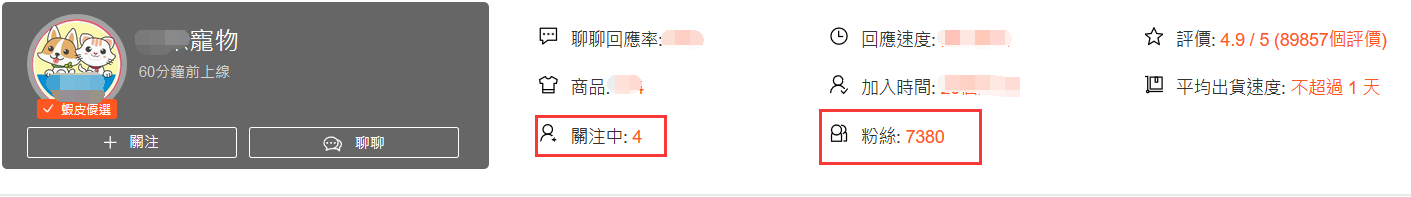 寵物
60分鐘前上線
蝦皮優選
關注
聊聊
聊聊回應率:
回應速度:
評價: 4.9 / 5 (89857個評價)
商品
加入時間:
平均出貨速度: 不超過 1 天
關注中: 4
粉絲: 7380